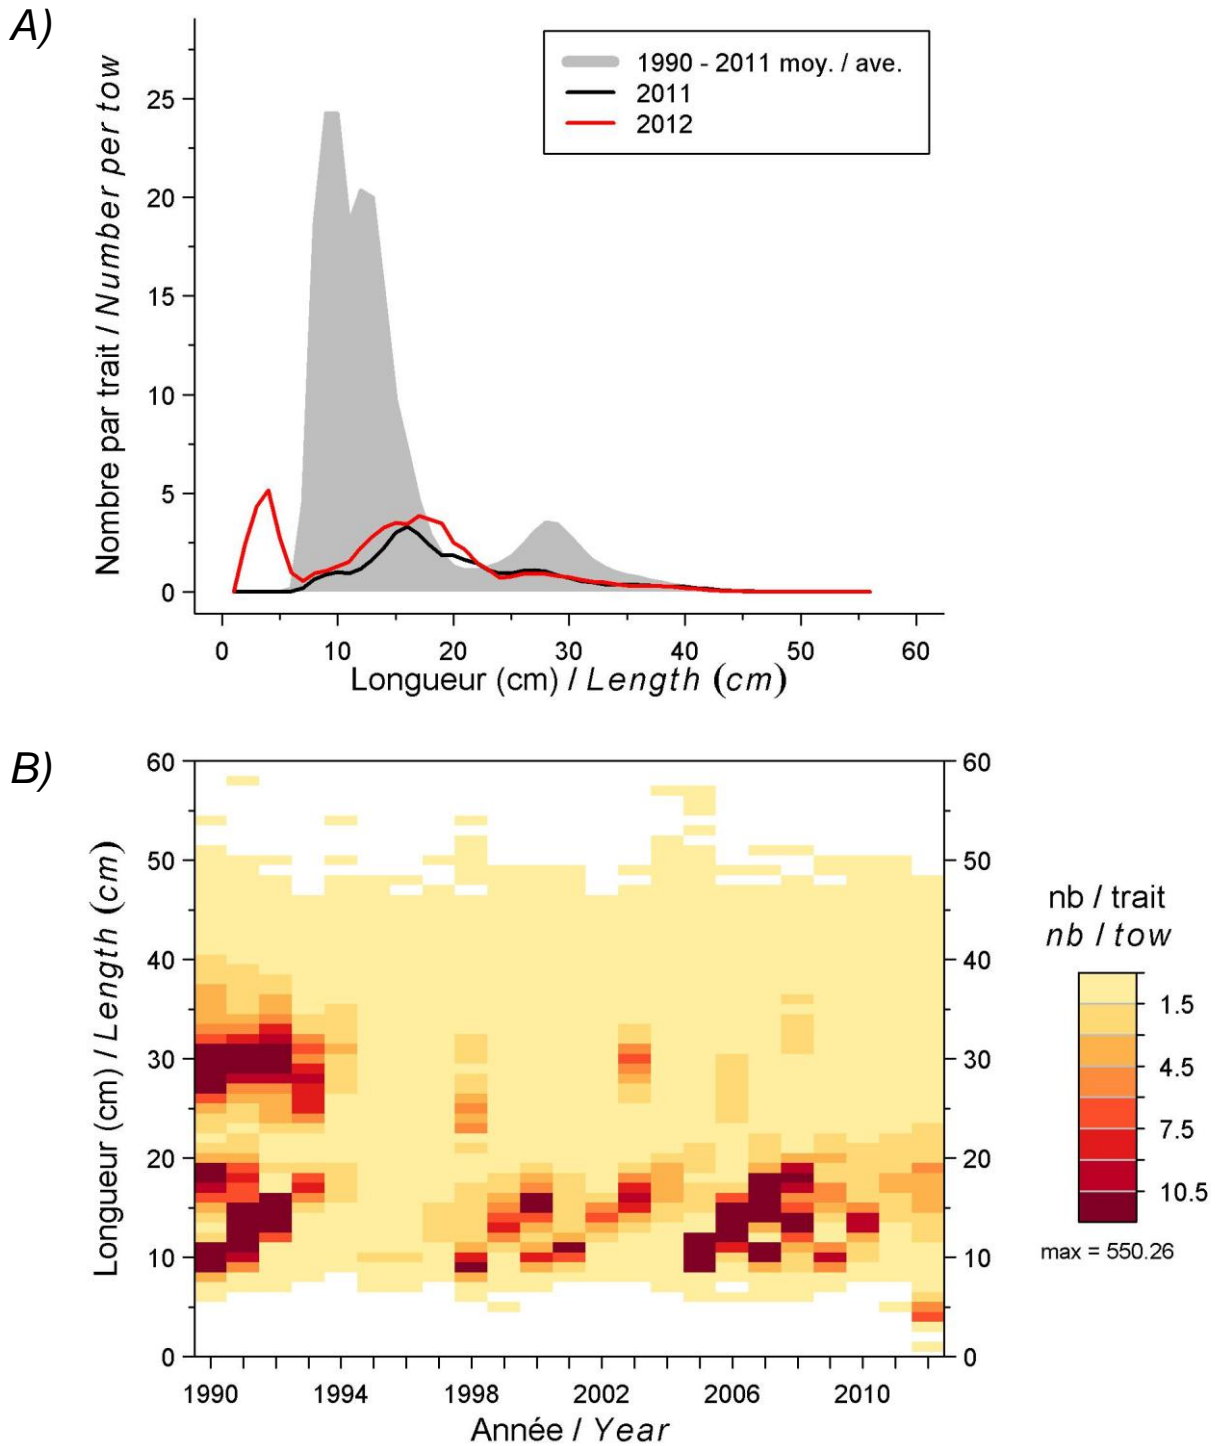 A)
Nombre par trait / Number per tow
25
20
15
10
5
0
1990 - 2011 moy. / ave.
2011
2012
0 10 20 30 40 50 60
Longueur (cm) / Length (cm)
B)
Longueur (cm) / Length (cm)
60
50
40
30
20
10
0
60
50
40
30
20
10
0
1990 1994 1998 2002 2006 2010
Année / Year
nb / trait
nb / tow
1.5
4.5
7.5
10.5
max = 550.26